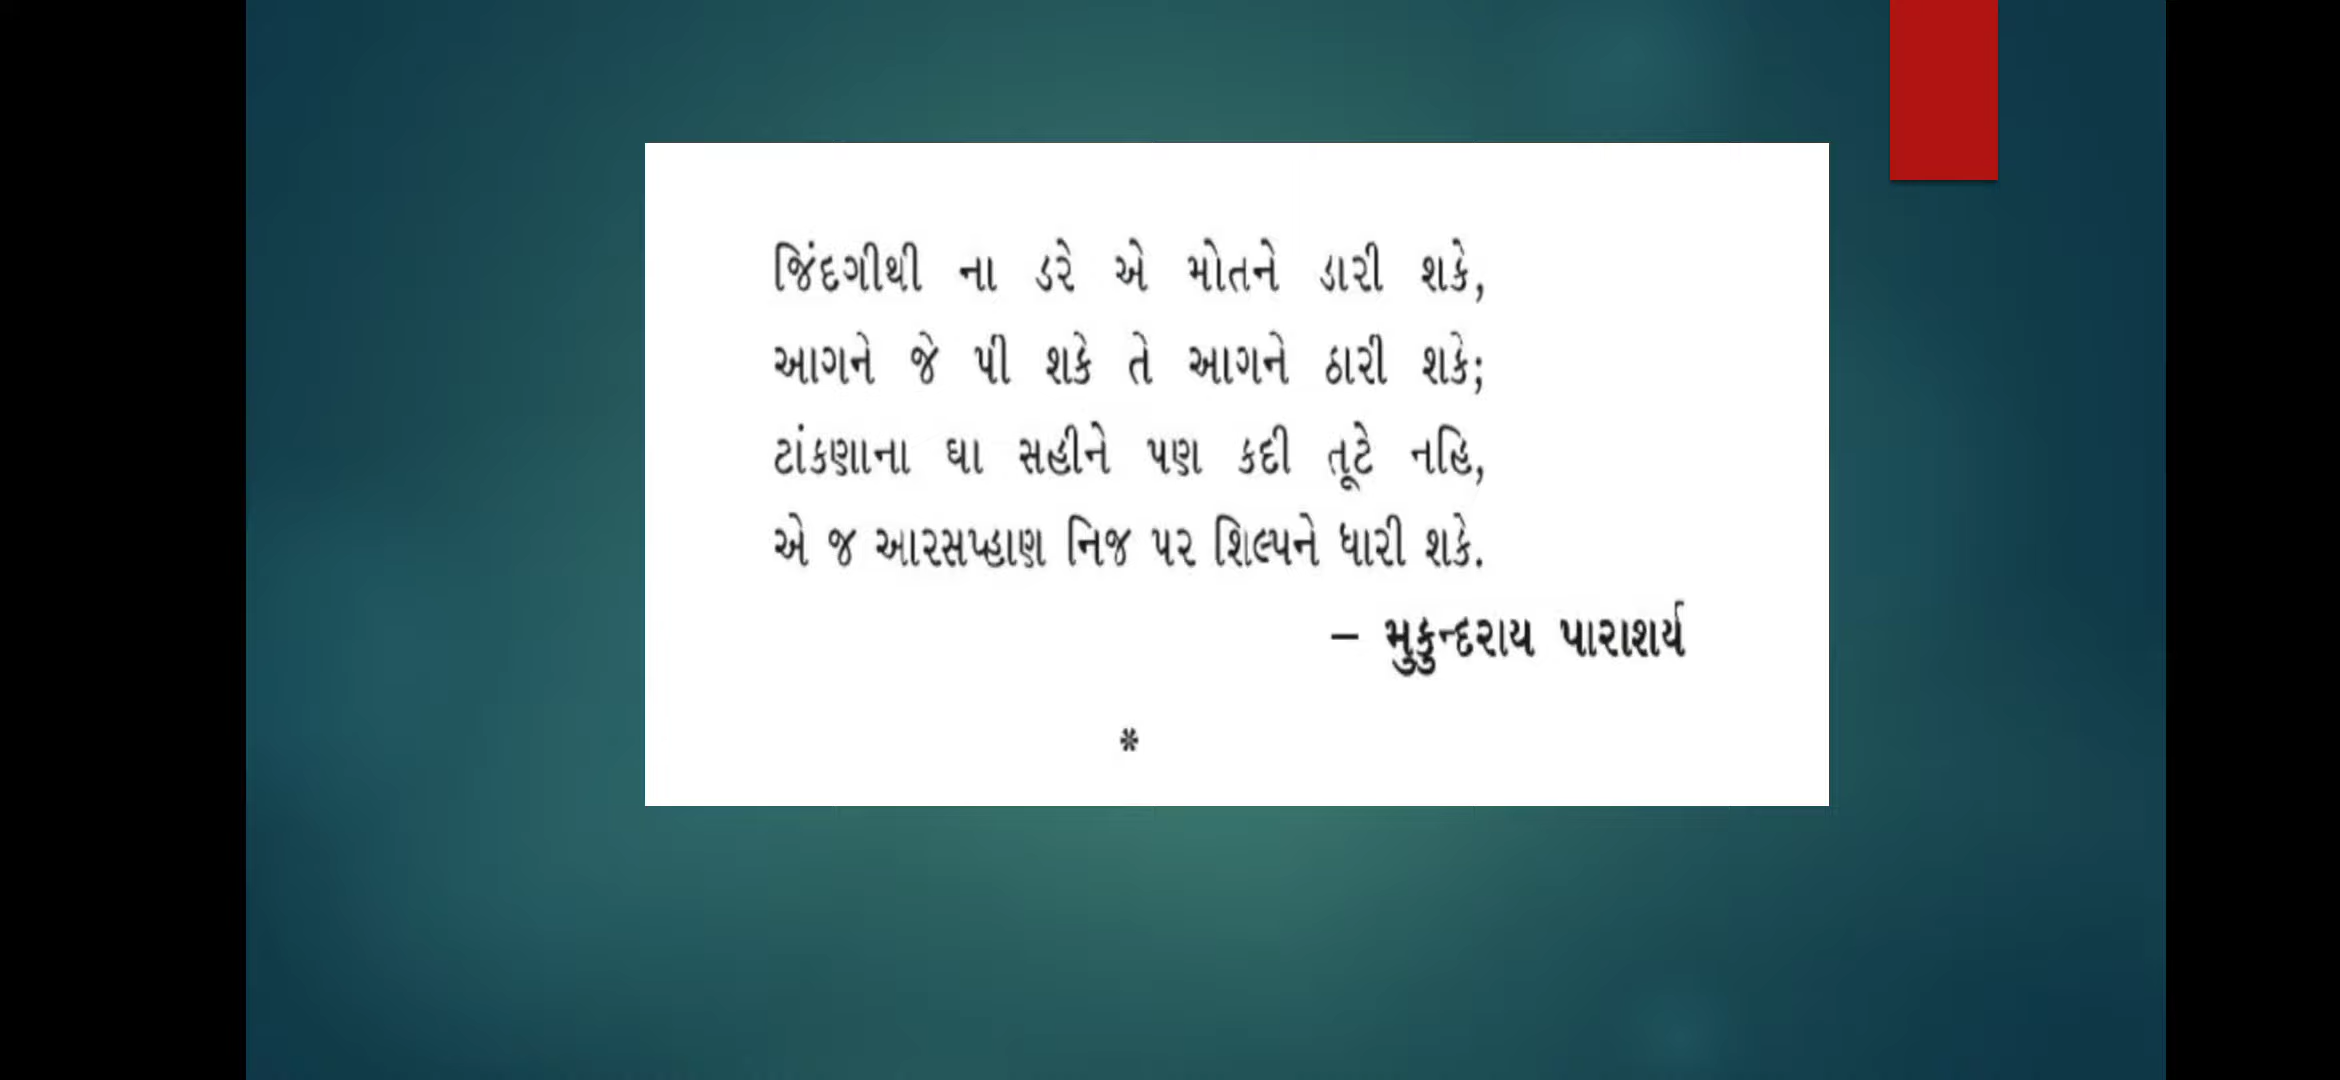 જિંદગીથી ના ડરે એ મોતને ડારી શકે,
આગને જે પી શકે તે આગને ઠારી શકે;
ટાંકણાના ઘા સહીને પણ કદી તૂટે નહિ,
એ જ આરસપ્હાણ નિજ પર શિલ્પને ધારી શકે.
– મુકુન્દરાય પારાશર્ય
*